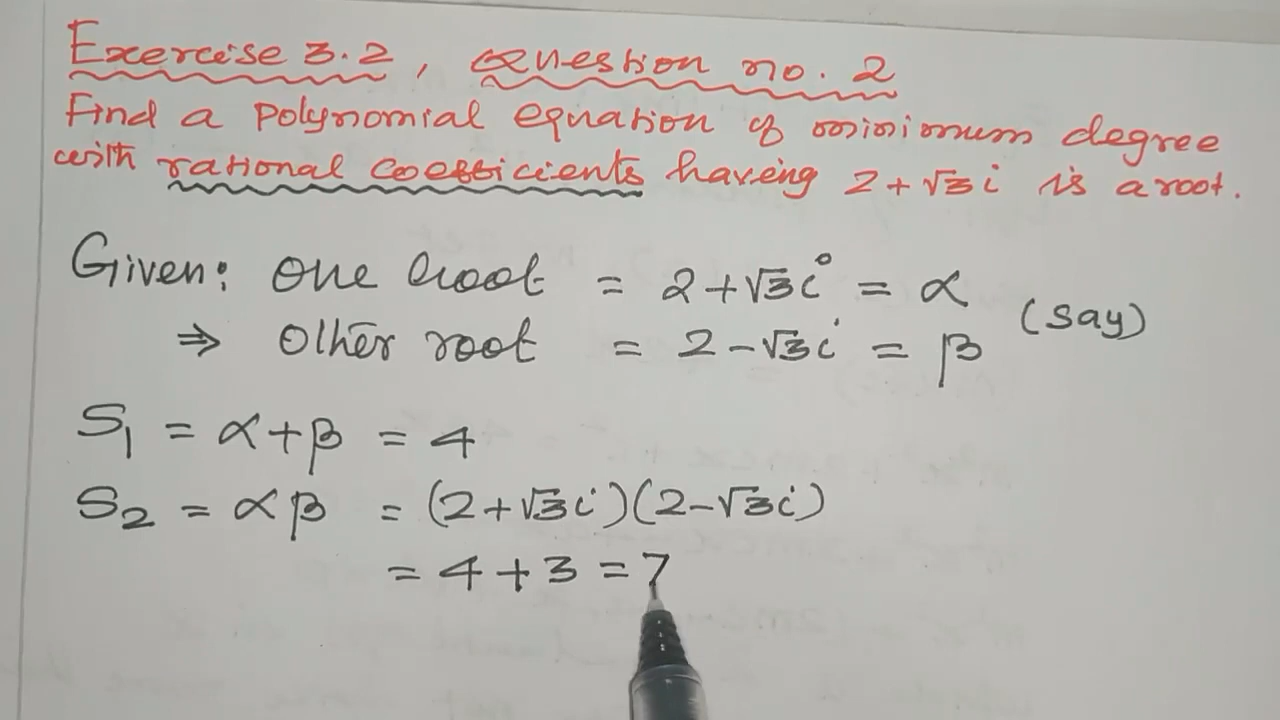 Exercise 3.2, Question no. 2
Find a polynomial equation of minimum degree
with rational coefficients having 2+√3i is a root.
Given: One root = 2+√3i = α
(say)
⇒ Other root = 2-√3i = β
S₁ = α+β = 4
S₂ = αβ = (2+√3i)(2-√3i)
= 4+3 = 7